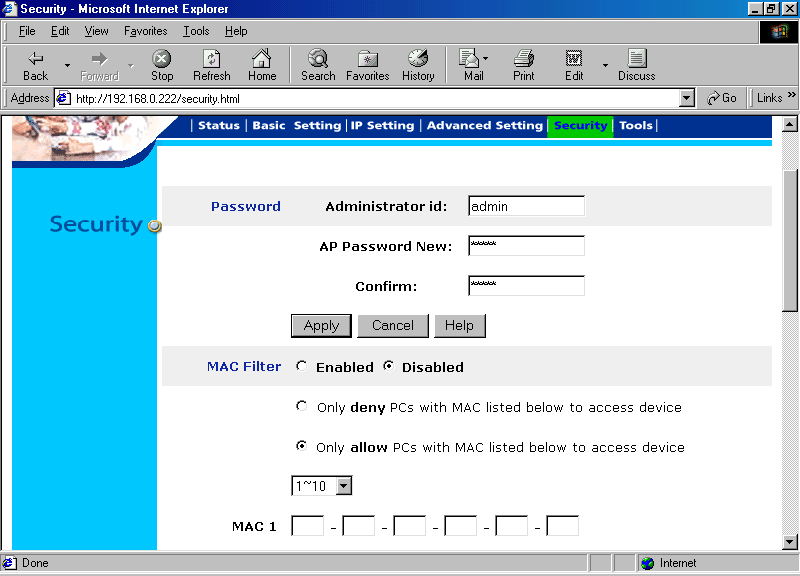 Security - Microsoft Internet Explorer
File Edit View Favorites Tools Help
Back Forward Stop Refresh Home Search Favorites History Mail Print Edit Discuss
Address http://192.168.0.222/security.html Go Links »
| Status | Basic Setting | IP Setting | Advanced Setting | Security | Tools |
Security
Password Administrator id: admin
AP Password New: *****
Confirm: *****
Apply Cancel Help
MAC Filter Enabled Disabled
Only deny PCs with MAC listed below to access device
Only allow PCs with MAC listed below to access device
1~10
MAC 1 - - - - -
Done Internet